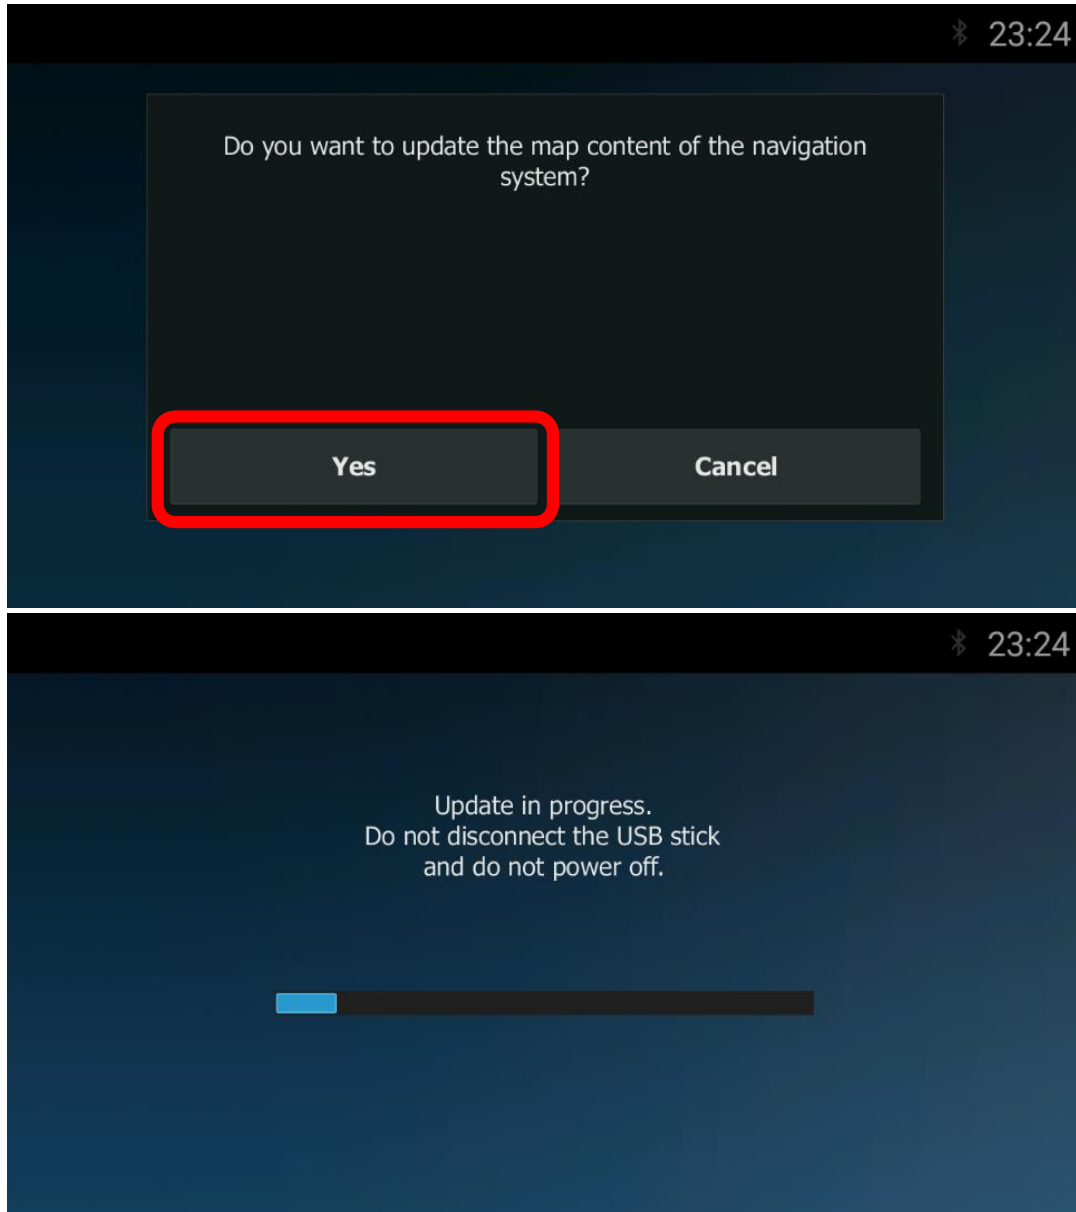 23:24
Do you want to update the map content of the navigation
system?
Yes
Cancel
23:24
Update in progress.
Do not disconnect the USB stick
and do not power off.